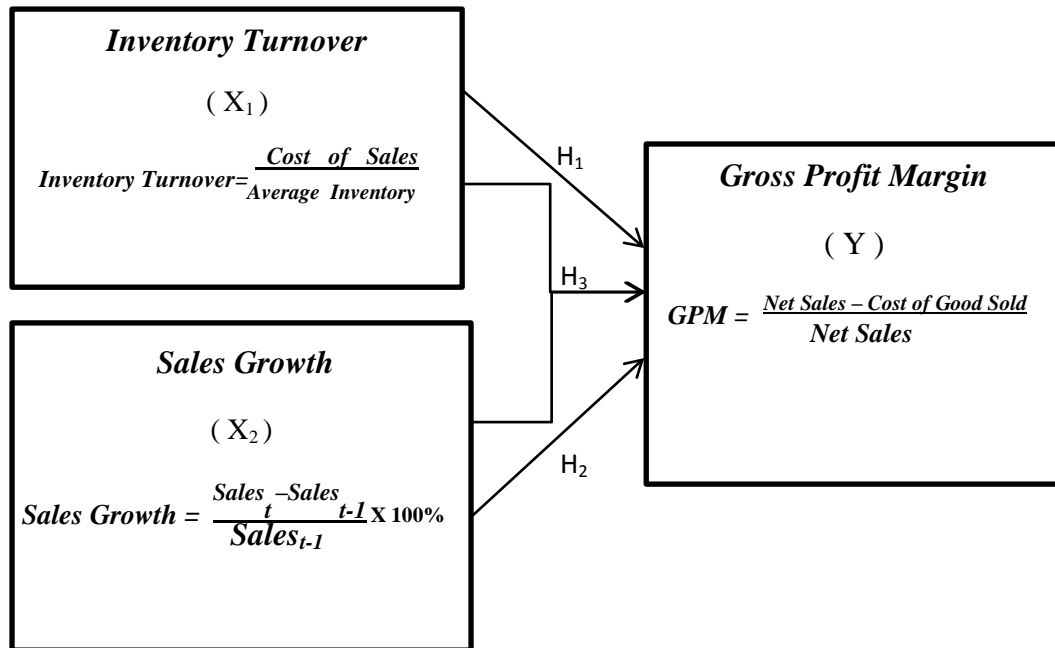 Inventory Turnover
( X₁ )
Cost of Sales
Inventory Turnover=
Average Inventory
H₁
Gross Profit Margin
( Y )
H₃
Net Sales – Cost of Good Sold
GPM =
Net Sales
Sales Growth
( X₂ )
H₂
Sales t –Sales t-1
Sales Growth = X 100%
Sales t-1